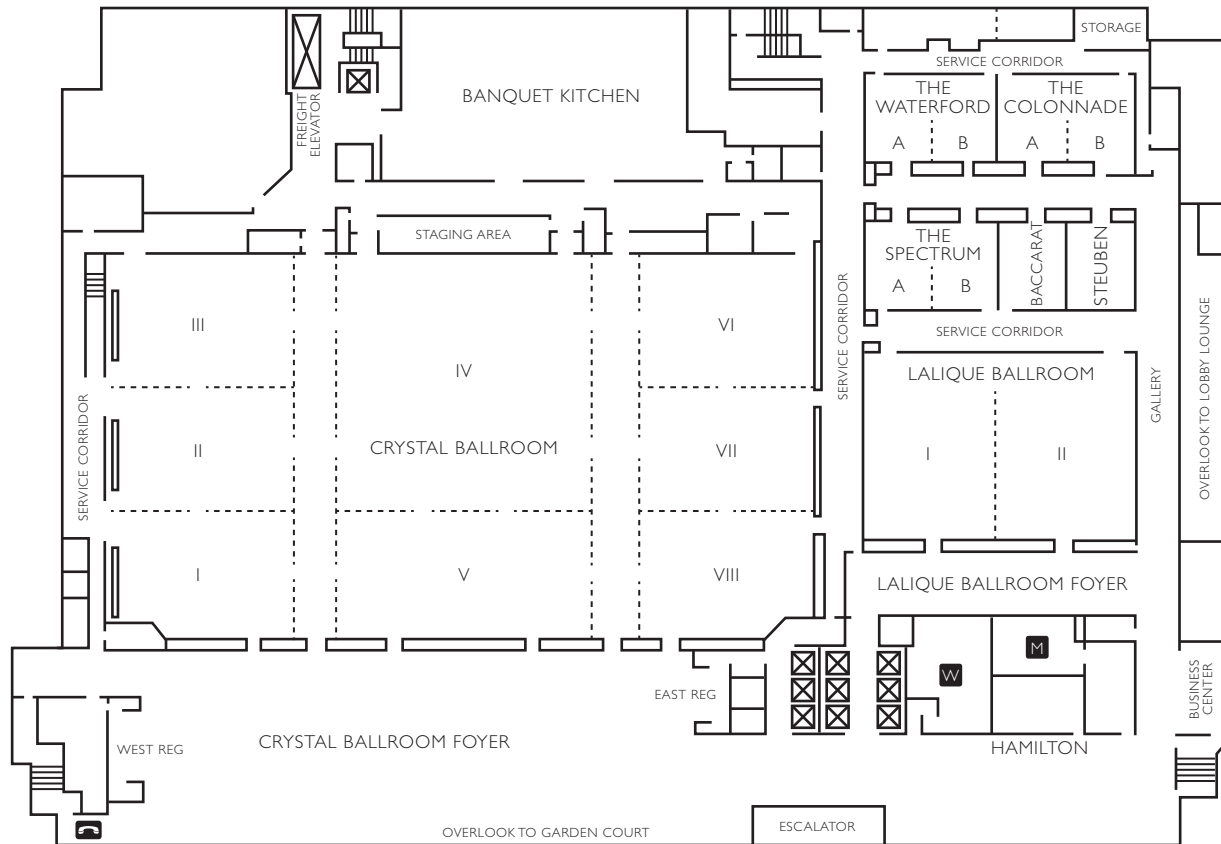 STORAGE
SERVICE CORRIDOR
BANQUET KITCHEN
FREIGHT
ELEVATOR
THE
WATERFORD
A B
THE
COLONNADE
A B
STAGING AREA
THE
SPECTRUM
A B
BACCARAT
STEUBEN
SERVICE CORRIDOR
SERVICE CORRIDOR
OVERLOOK TO LOBBY LOUNGE
GALLERY
LALIQUE BALLROOM
I II
III
IV
VI
SERVICE CORRIDOR
II
CRYSTAL BALLROOM
VII
I
V
VIII
LALIQUE BALLROOM FOYER
M
W
EAST REG
BUSINESS
CENTER
WEST REG
CRYSTAL BALLROOM FOYER
HAMILTON
OVERLOOK TO GARDEN COURT
ESCALATOR